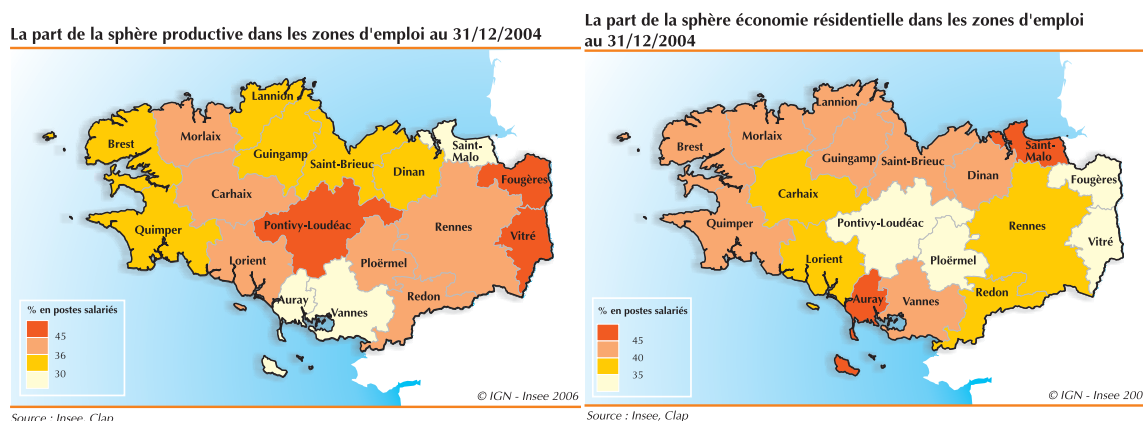 La part de la sphère productive dans les zones d'emploi au 31/12/2004
Lannion
Morlaix
Brest
Guingamp
Saint-Brieuc
Saint-
Malo
Dinan
Fougères
Carhaix
Quimper
Pontivy-Loudéac
Rennes
Vitré
Lorient
Ploërmel
Auray
Vannes
Redon
% en postes salariés
45
36
30
© IGN - Insee 2006
Source : Insee, Clap
La part de la sphère économie résidentielle dans les zones d'emploi
au 31/12/2004
Lannion
Morlaix
Brest
Guingamp
Saint-Brieuc
Saint-
Malo
Dinan
Fougères
Carhaix
Quimper
Pontivy-Loudéac
Rennes
Vitré
Lorient
Ploërmel
Auray
Vannes
Redon
% en postes salariés
45
40
35
© IGN - Insee 200
Source : Insee, Clap